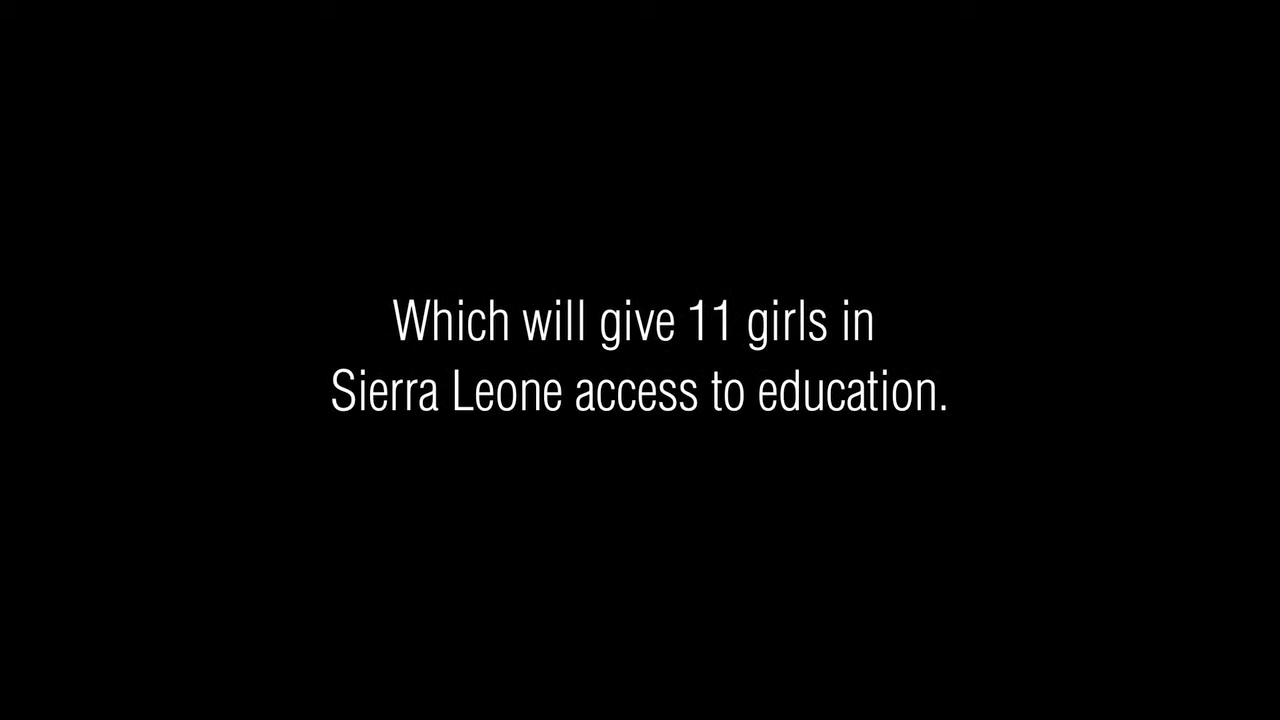 Which will give 11 girls in
Sierra Leone access to education.